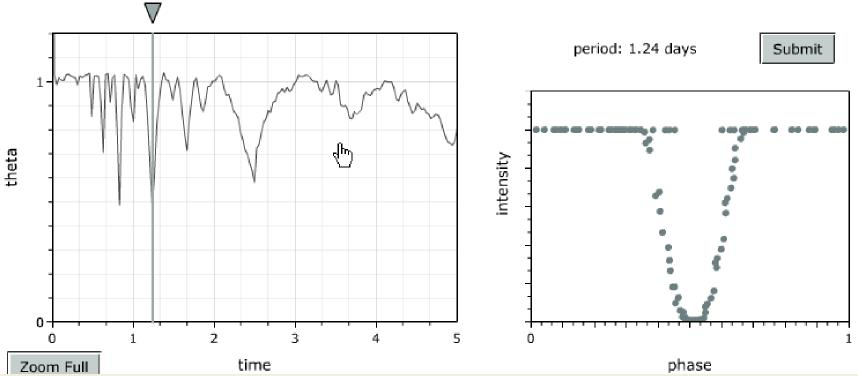 period: 1.24 days
Submit
1
theta
0
0 1 2 3 4 5
time
Zoom Full
intensity
0 1
phase